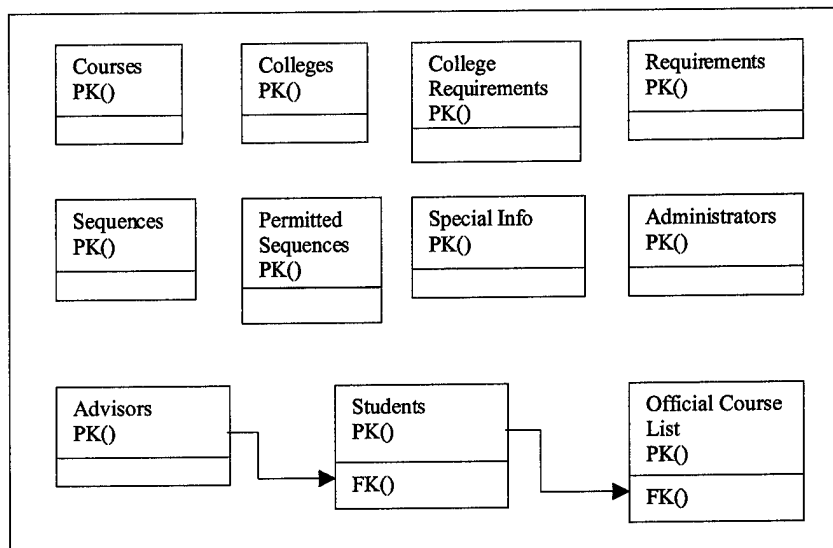 Courses
PK()
Colleges
PK()
College
Requirements
PK()
Requirements
PK()
Sequences
PK()
Permitted
Sequences
PK()
Special Info
PK()
Administrators
PK()
Advisors
PK()
Students
PK()
FK()
Official Course
List
PK()
FK()